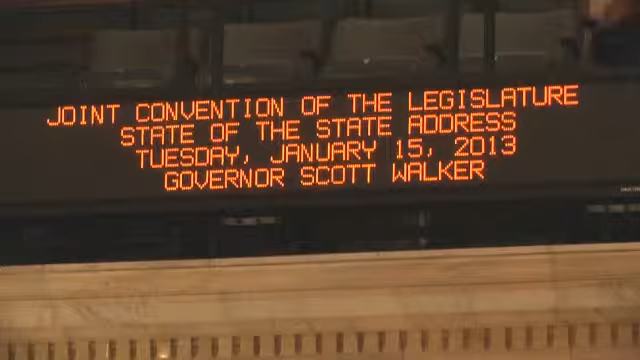 JOINT CONVENTION OF THE LEGISLATURE
STATE OF THE STATE ADDRESS
TUESDAY, JANUARY 15, 2013
GOVERNOR SCOTT WALKER